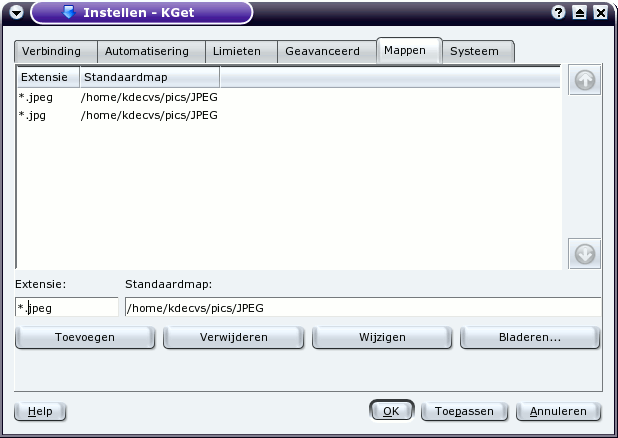 Instellen - KGet
Verbinding Automatisering Limieten Geavanceerd Mappen Systeem
Extensie Standaardmap
*.jpeg /home/kdecvs/pics/JPEG
*.jpg /home/kdecvs/pics/JPEG
Extensie: Standaardmap:
*.jpeg /home/kdecvs/pics/JPEG
Toevoegen Verwijderen Wijzigen Bladeren...
Help OK Toepassen Annuleren